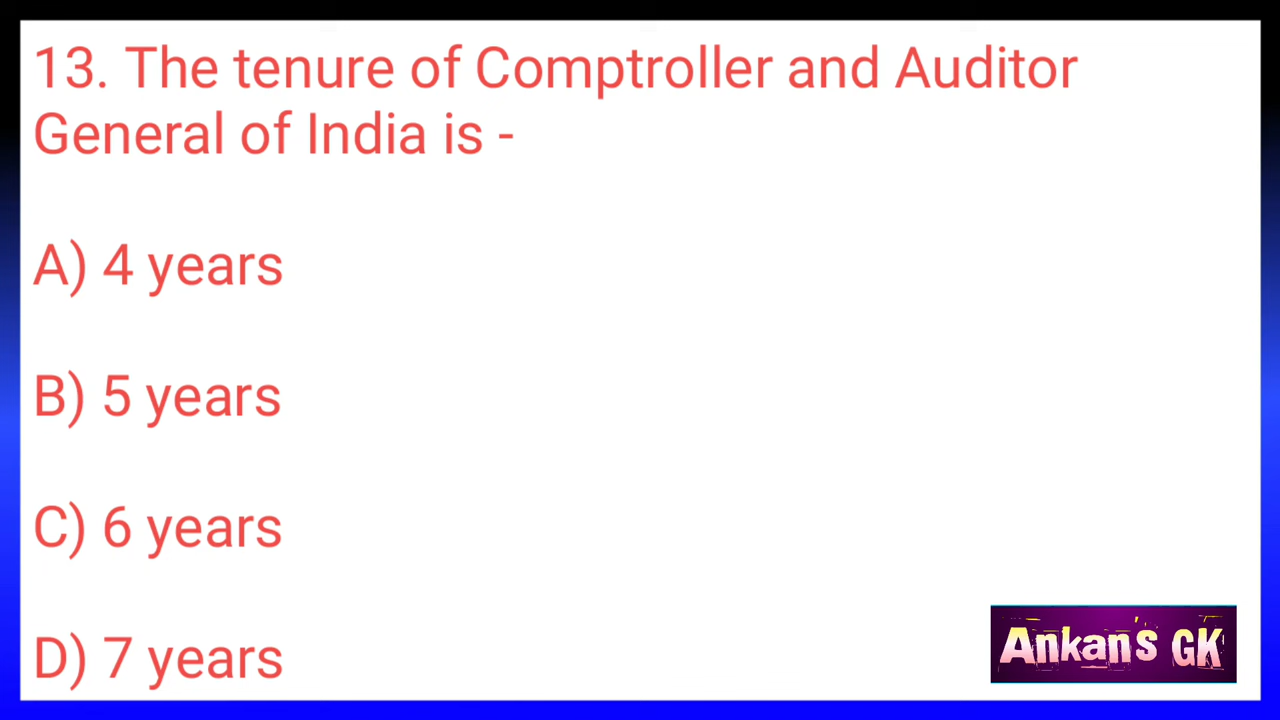 13. The tenure of Comptroller and Auditor
General of India is -
A) 4 years
B) 5 years
C) 6 years
D) 7 years
Ankan's GK